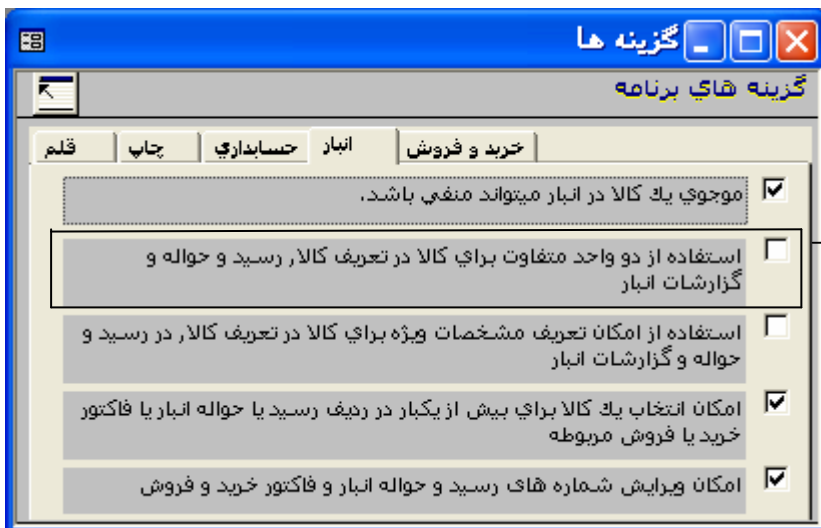 گزينه ها
گزينه هاي برنامه
خريد و فروش
انبار
حسابداري
چاپ
قلم
موجوي يك كالا در انبار ميتواند منفي باشد.
استفاده از دو واحد متفاوت براي كالا در تعريف كالا, رسيد و حواله و
گزارشات انبار
استفاده از امكان تعريف مشخصات ويژه براي كالا در تعريف كالا, در رسيد و
حواله و گزارشات انبار
امكان انتخاب يك كالا براي بيش از يكبار در رديف رسيد يا حواله انبار يا فاكتور
خريد يا فروش مربوطه
امكان ويرايش شماره های رسيد و حواله انبار و فاكتور خريد و فروش